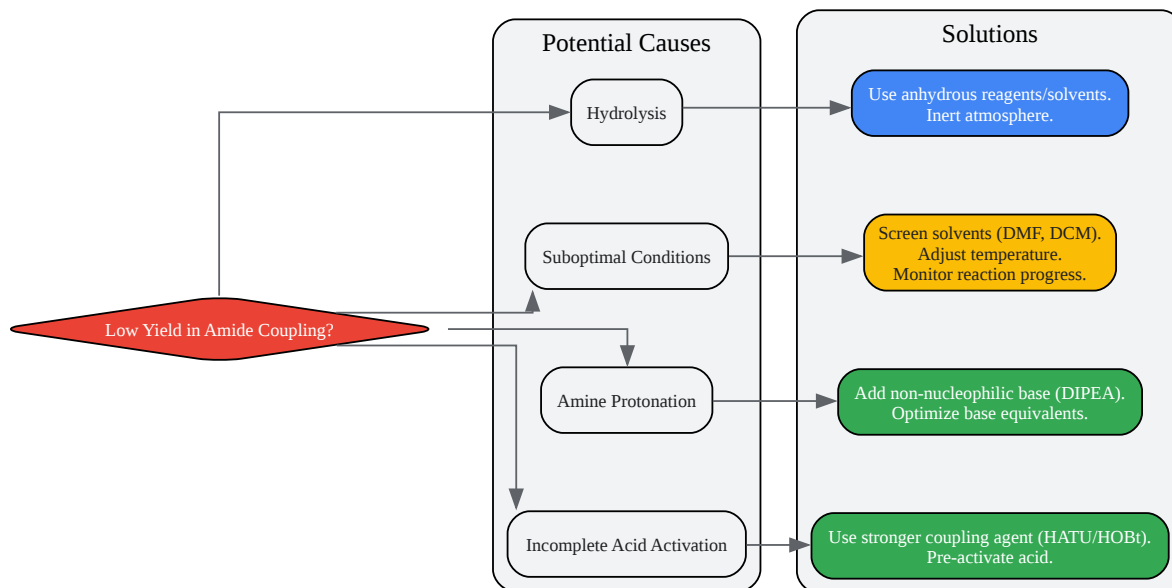 Potential Causes
Solutions
Hydrolysis
Use anhydrous reagents/solvents.
Inert atmosphere.
Suboptimal Conditions
Screen solvents (DMF, DCM).
Adjust temperature.
Monitor reaction progress.
Low Yield in Amide Coupling?
Amine Protonation
Add non-nucleophilic base (DIPEA).
Optimize base equivalents.
Incomplete Acid Activation
Use stronger coupling agent (HATU/HOBt).
Pre-activate acid.